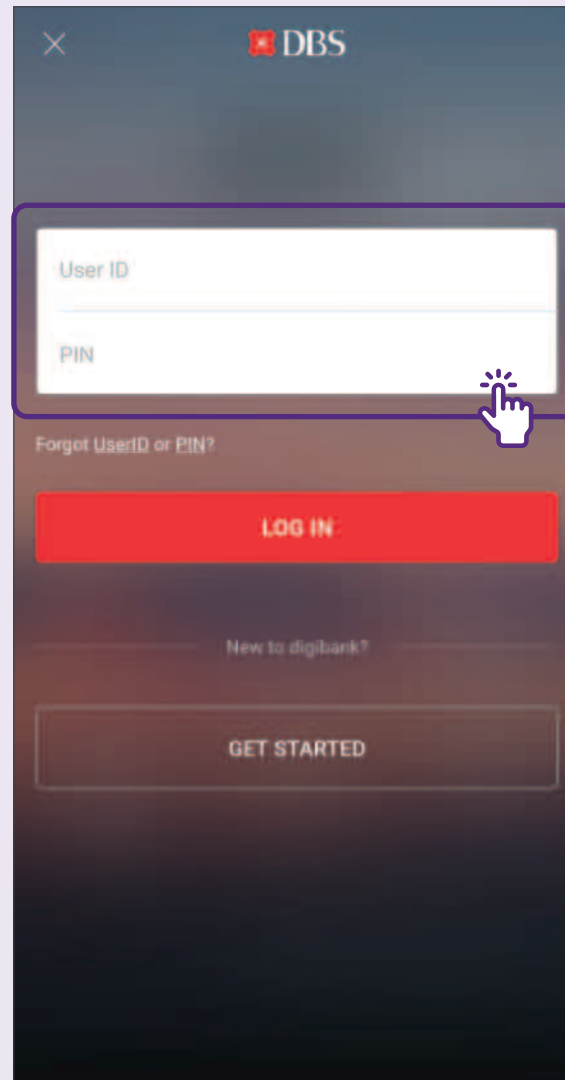 DBS
User ID
PIN
Forgot UserID or PIN?
LOG IN
New to digibank?
GET STARTED